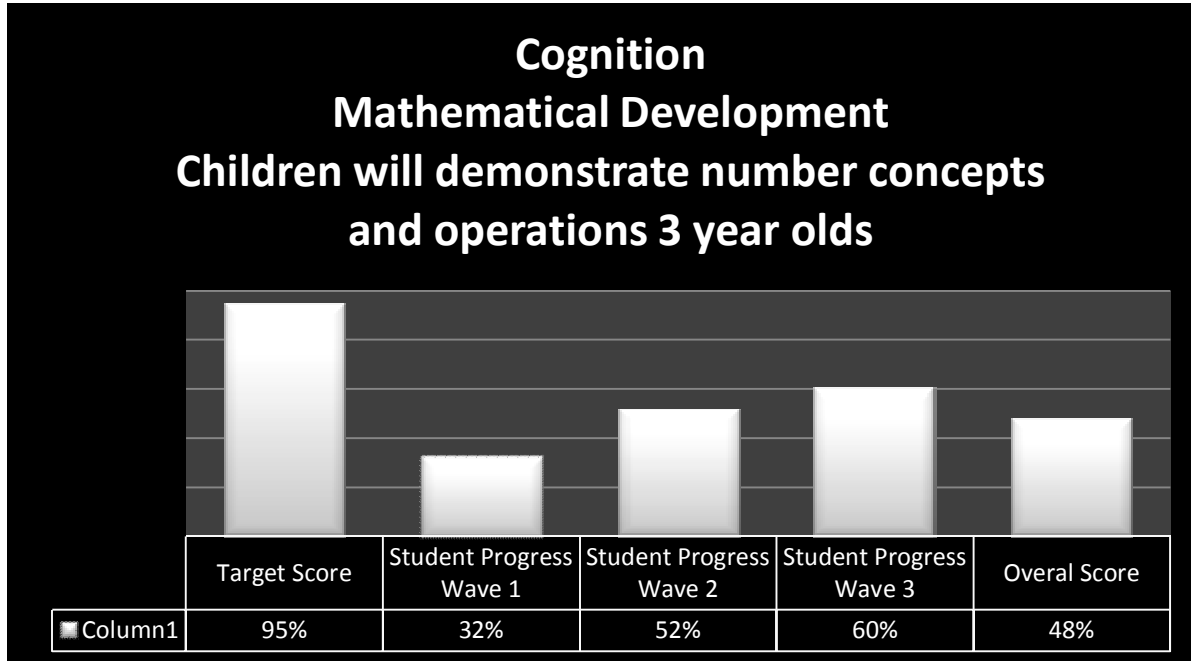 Cognition
Mathematical Development
Children will demonstrate number concepts
and operations 3 year olds
Target Score
Student Progress
Wave 1
Student Progress
Wave 2
Student Progress
Wave 3
Overal Score
Column1 95% 32% 52% 60% 48%